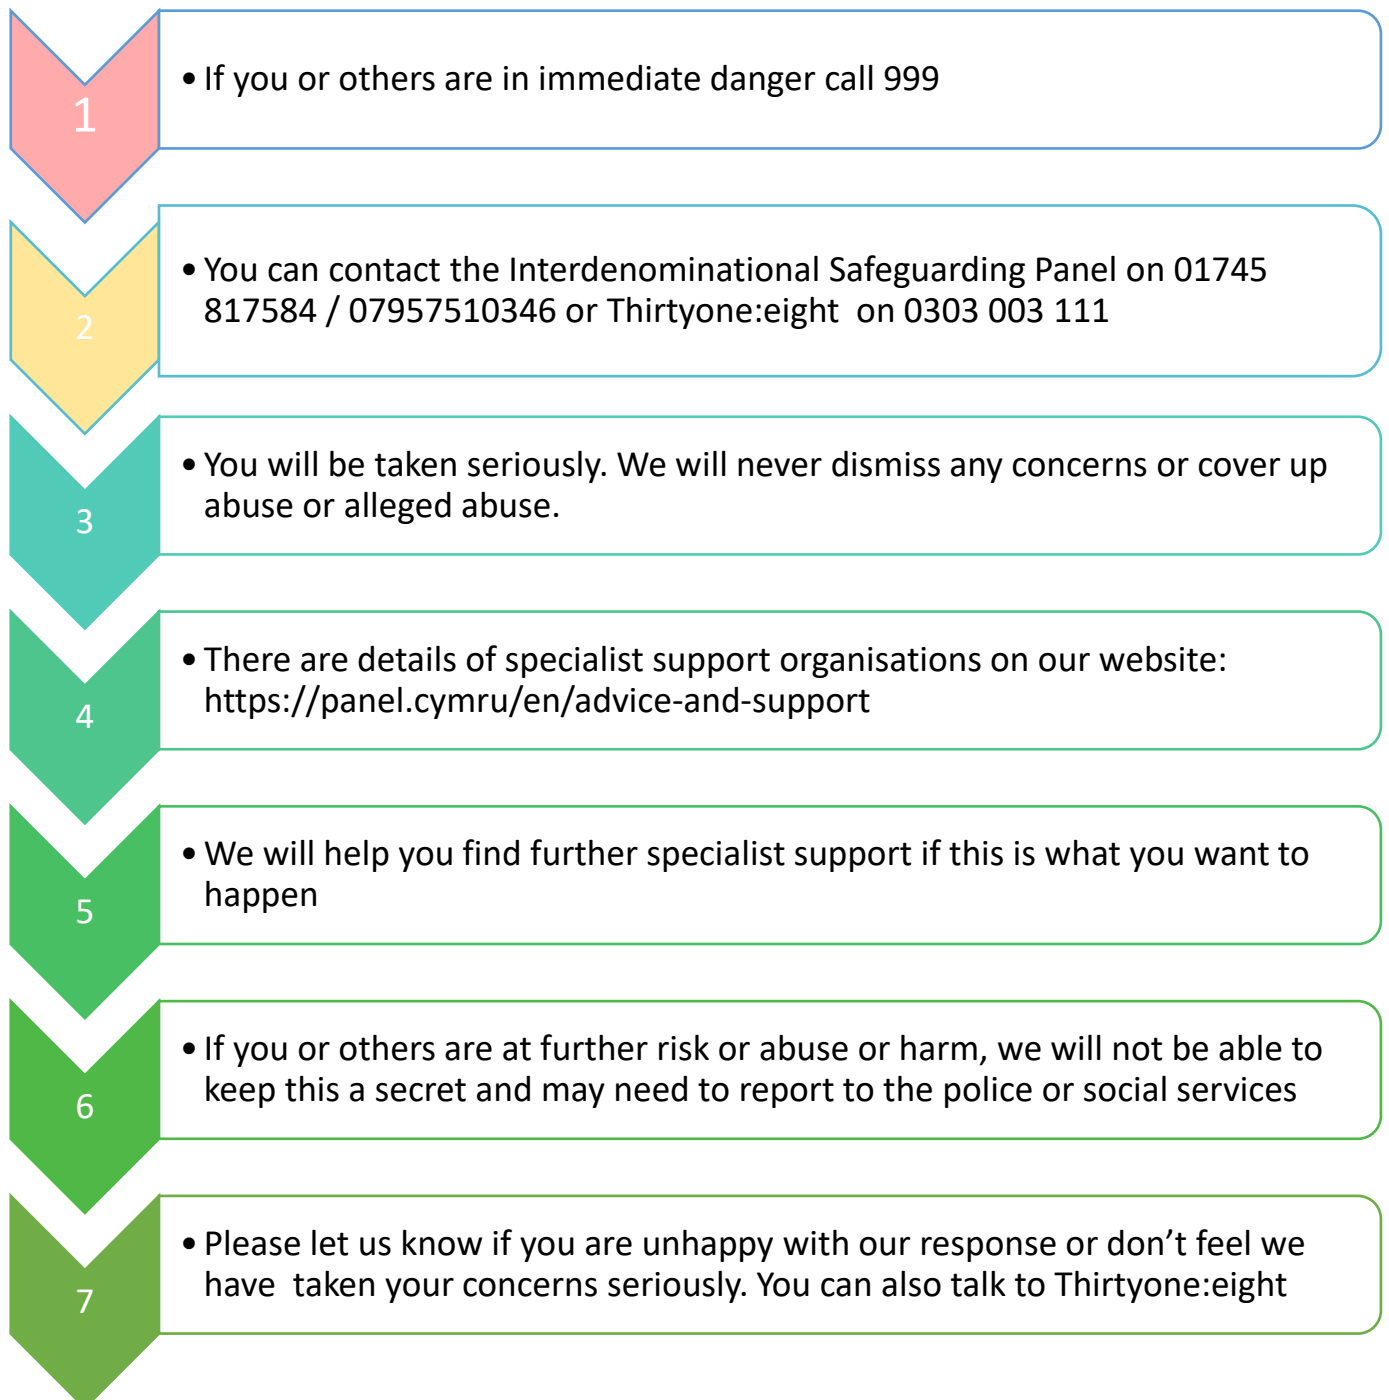 1
• If you or others are in immediate danger call 999
2
• You can contact the Interdenominational Safeguarding Panel on 01745
817584 / 07957510346 or Thirtyone:eight  on 0303 003 111
3
• You will be taken seriously. We will never dismiss any concerns or cover up
abuse or alleged abuse.
4
• There are details of specialist support organisations on our website:
https://panel.cymru/en/advice-and-support
5
• We will help you find further specialist support if this is what you want to
happen
6
• If you or others are at further risk or abuse or harm, we will not be able to
keep this a secret and may need to report to the police or social services
7
• Please let us know if you are unhappy with our response or don’t feel we
have  taken your concerns seriously. You can also talk to Thirtyone:eight